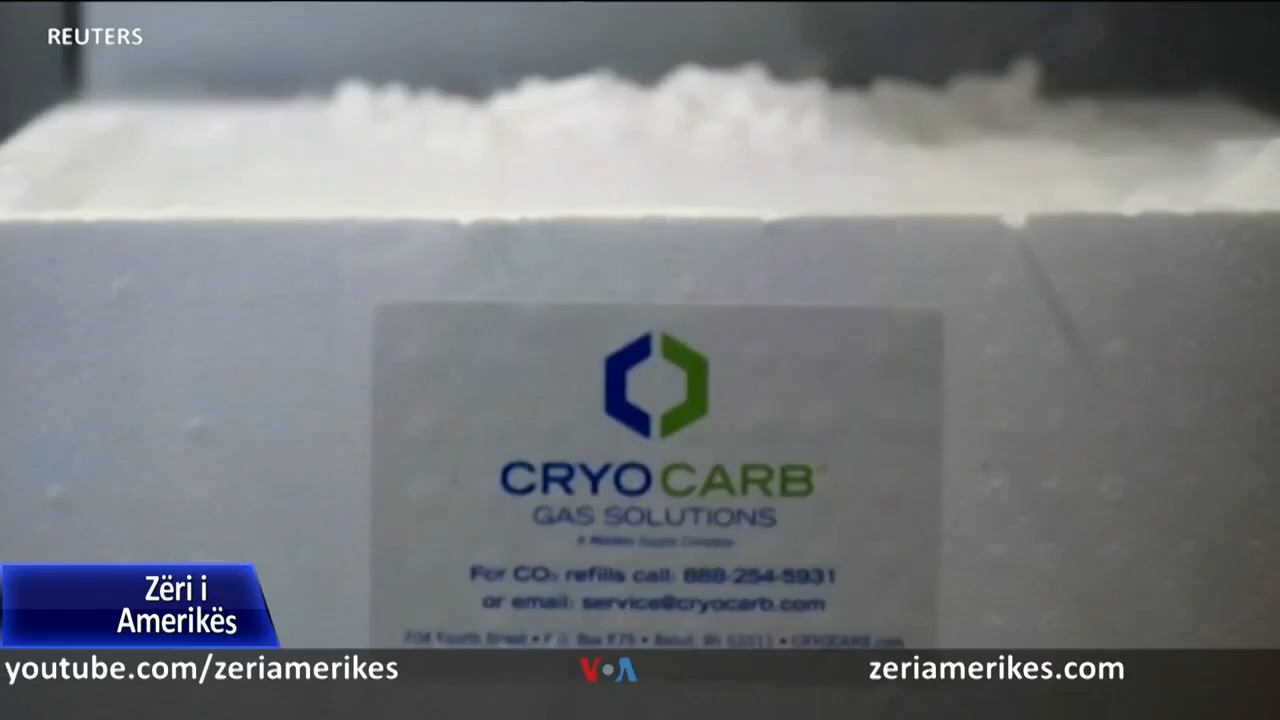 REUTERS
CRYOCARB
GAS SOLUTIONS
For CO₂ refills call: 888-254-5931
or email: service@cryocarb.com
Zëri i
Amerikës
youtube.com/zeriamerikes
VOA
zeriamerikes.com